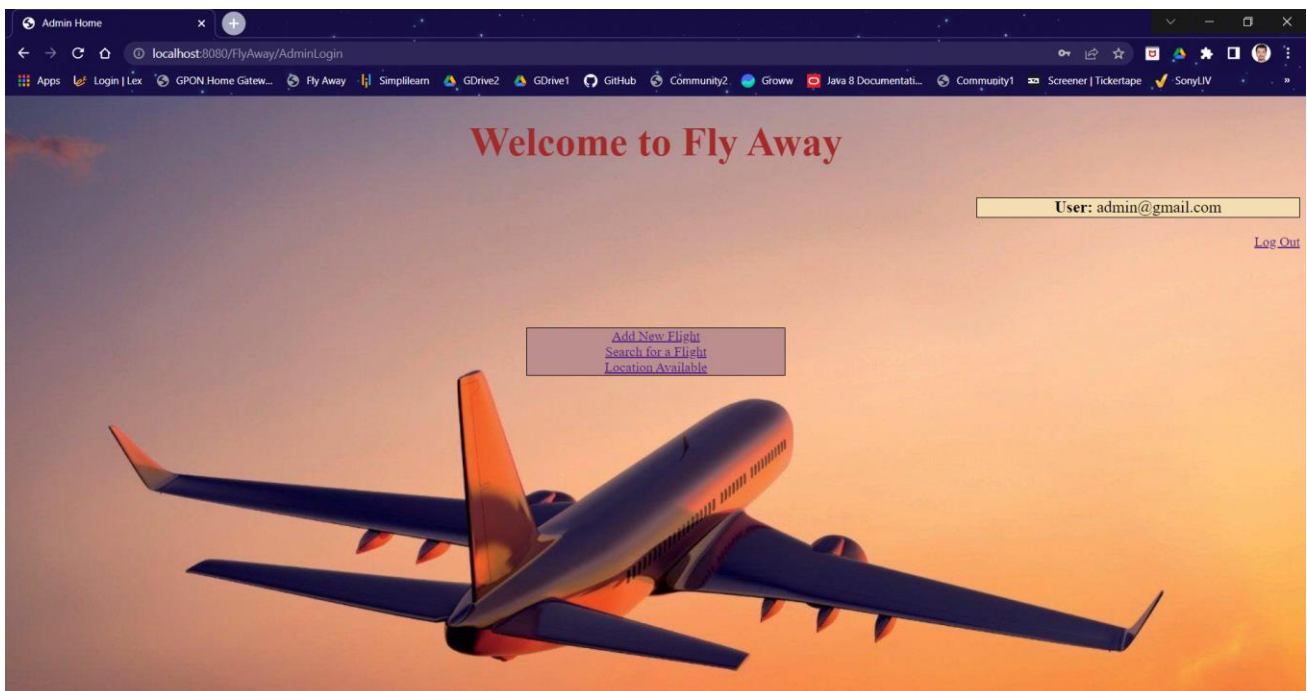 Admin Home
localhost:8080/FlyAway/AdminLogin
Apps Login | Lex GPON Home Gatew... Fly Away Simplilearn GDrive2 GDrive1 GitHub Community2 Groww Java 8 Documentati... Community1 Screener | Tickertape SonyLIV »
Welcome to Fly Away
User: admin@gmail.com
Log Out
Add New Flight
Search for a Flight
Location Available